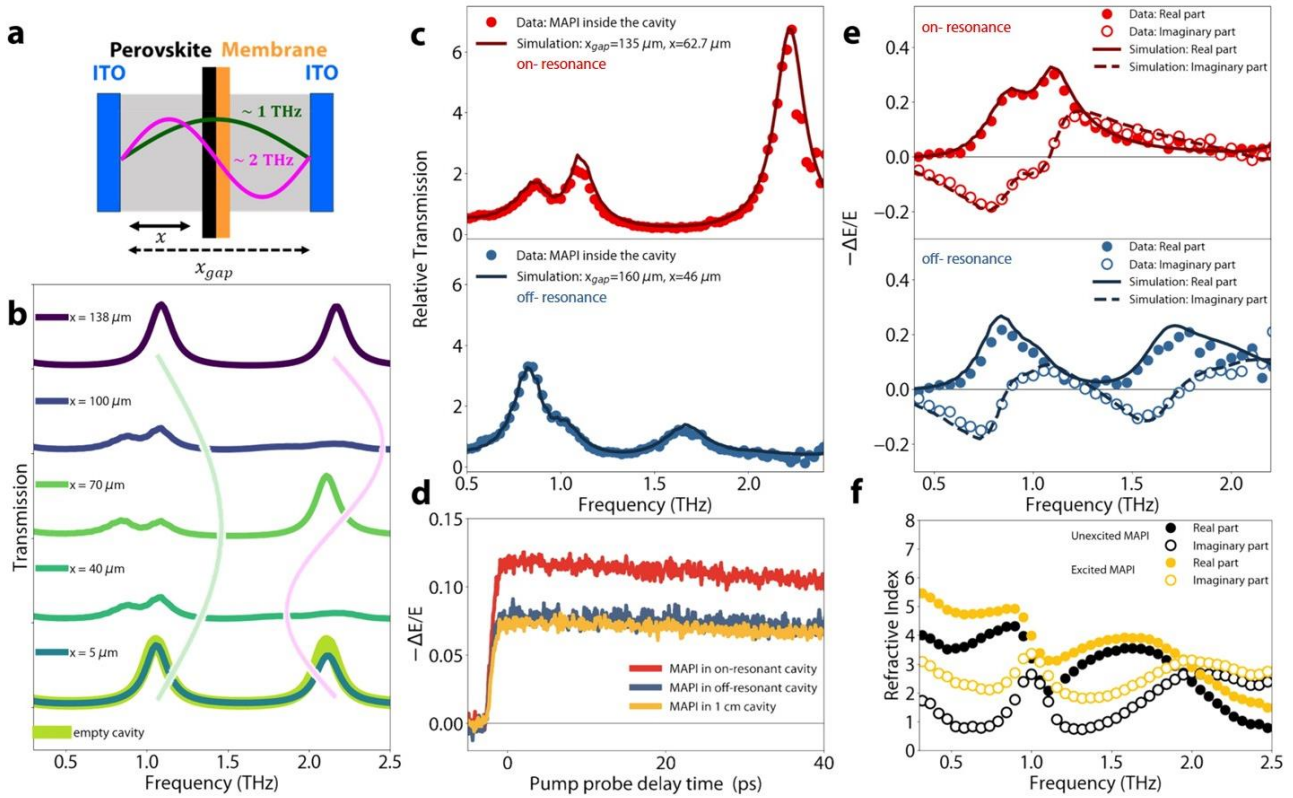 a
Perovskite Membrane
ITO
ITO
~ 1 THz
~ 2 THz
x
x_gap
b
Transmission
x = 138 µm
x = 100 µm
x = 70 µm
x = 40 µm
x = 5 µm
empty cavity
0.5 1.0 1.5 2.0 2.5
Frequency (THz)
c
Relative Transmission
6
4
2
0
Data: MAPI inside the cavity
Simulation: x_gap=135 µm, x=62.7µm
on- resonance
6
4
2
0
Data: MAPI inside the cavity
Simulation: x_gap=160 µm, x=46 µm
off- resonance
0.5 1.0 1.5 2.0
Frequency (THz)
d
−ΔE/E
0.15
0.10
0.050
0.00
MAPI in on-resonant cavity
MAPI in off-resonant cavity
MAPI in 1 cm cavity
0 20 40
Pump probe delay time (ps)
e
−ΔE/E
0.4
0.2
0.0
−0.2
on- resonance
Data: Real part
Data: Imaginary part
Simulation: Real part
Simulation: Imaginary part
0.4
0.2
0.0
−0.2
off- resonance
Data: Real part
Data: Imaginary part
Simulation: Real part
Simulation: Imaginary part
0.5 1.0 1.5 2.0
Frequency (THz)
f
Refractive Index
8
7
6
5
4
3
2
1
0
Unexcited MAPI
Real part
Imaginary part
Excited MAPI
Real part
Imaginary part
0.5 1.0 1.5 2.0 2.5
Frequency (THz)